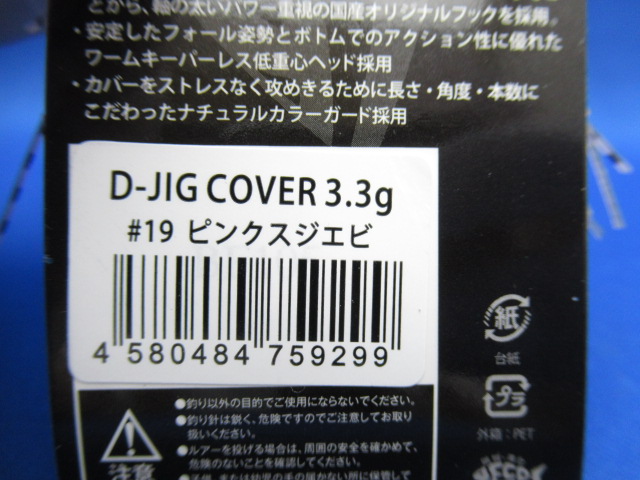 とから、軸の太いパワー重視の国産オリジナルフックを採用。
・安定したフォール姿勢とボトムでのアクション性に優れた
ワームキーパーレス低重心ヘッド採用
・カバーをストレスなく攻めきるために長さ・角度・本数に
こだわったナチュラルカラーガード採用
D-JIG COVER 3.3g
#19 ピンクスジエビ
4 580484 759299
紙
台紙
プラ
外箱:PET
●釣り以外の目的でご使用にならないでください。
●釣り針は鋭く、危険ですのでご注意してお取り
扱いください。
●ルアーを投げる場合は、周囲の安全を確かめて、
危険のないことを確認してください。
注意